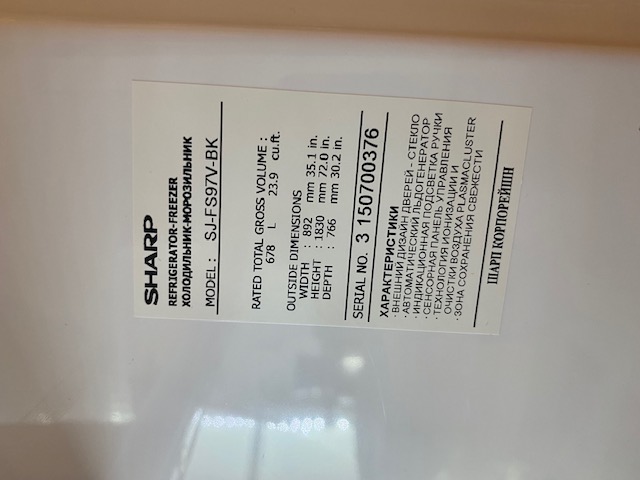 SHARP
REFRIGERATOR-FREEZER
ХОЛОДИЛЬНИК-МОРОЗИЛЬНИК
MODEL : SJ-FS97V-BK
RATED TOTAL GROSS VOLUME :
678 L 23.9 cu.ft.
OUTSIDE DIMENSIONS
WIDTH : 892 mm 35.1 in.
HEIGHT : 1830 mm 72.0 in.
DEPTH : 766 mm 30.2 in.
SERIAL NO. 3 150700376
ХАРАКТЕРИСТИКИ
· ВНЕШНИЙ ДИЗАЙН ДВЕРЕЙ - СТЕКЛО
· АВТОМАТИЧЕСКИЙ ЛЬДОГЕНЕРАТОР
· ИНДИКАЦИОННАЯ ПОДСВЕТКА РУЧКИ
· СЕНСОРНАЯ ПАНЕЛЬ УПРАВЛЕНИЯ
· ТЕХНОЛОГИЯ ИОНИЗАЦИИ И
ОЧИСТКИ ВОЗДУХА PLASMACLUSTER
· ЗОНА СОХРАНЕНИЯ СВЕЖЕСТИ
ШАРП КОРПОРЕЙШН